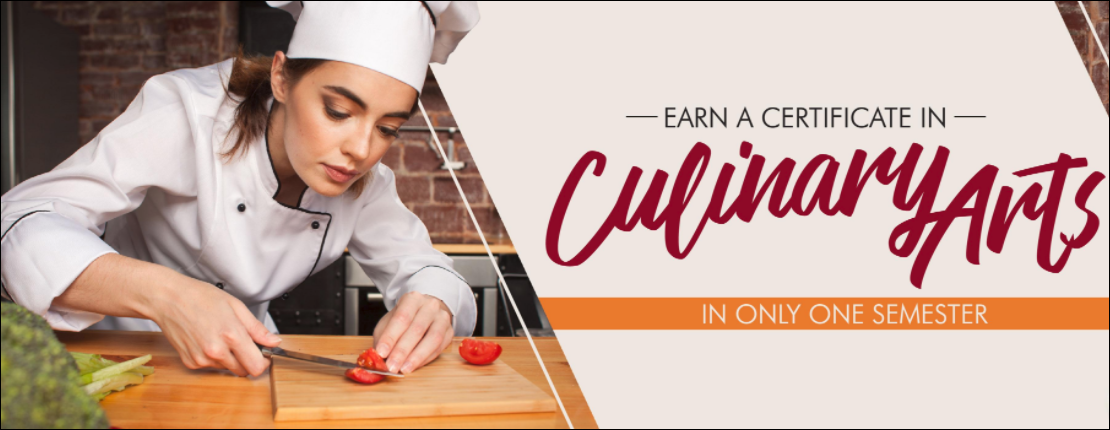 EARN A CERTIFICATE IN
Culinary Arts
IN ONLY ONE SEMESTER